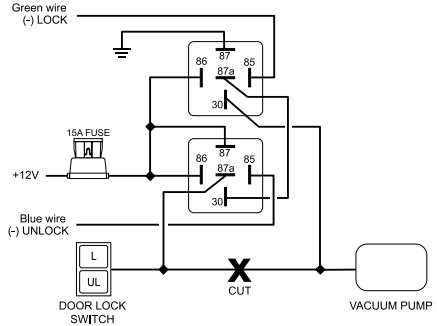 Green wire
(-) LOCK
87
86
87a
85
30
15A FUSE
+12V
87
86
87a
85
30
Blue wire
(-) UNLOCK
L
UL
CUT
DOOR LOCK
SWITCH
VACUUM PUMP